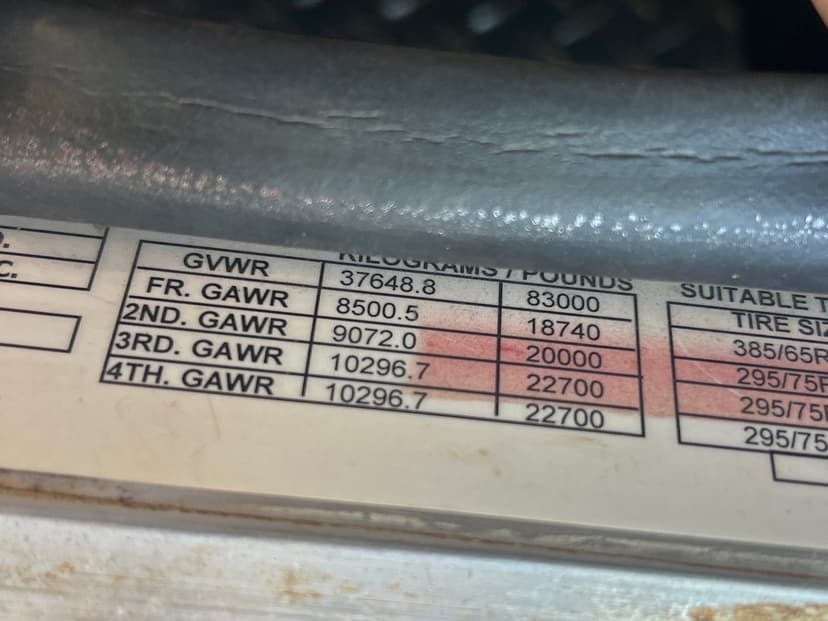 KILOGRAMS / POUNDS
GVWR 37648.8 83000
FR. GAWR 8500.5 18740
2ND. GAWR 9072.0 20000
3RD. GAWR 10296.7 22700
4TH. GAWR 10296.7 22700
C.
SUITABLE T
TIRE SIZ
385/65R
295/75R
295/75
295/75